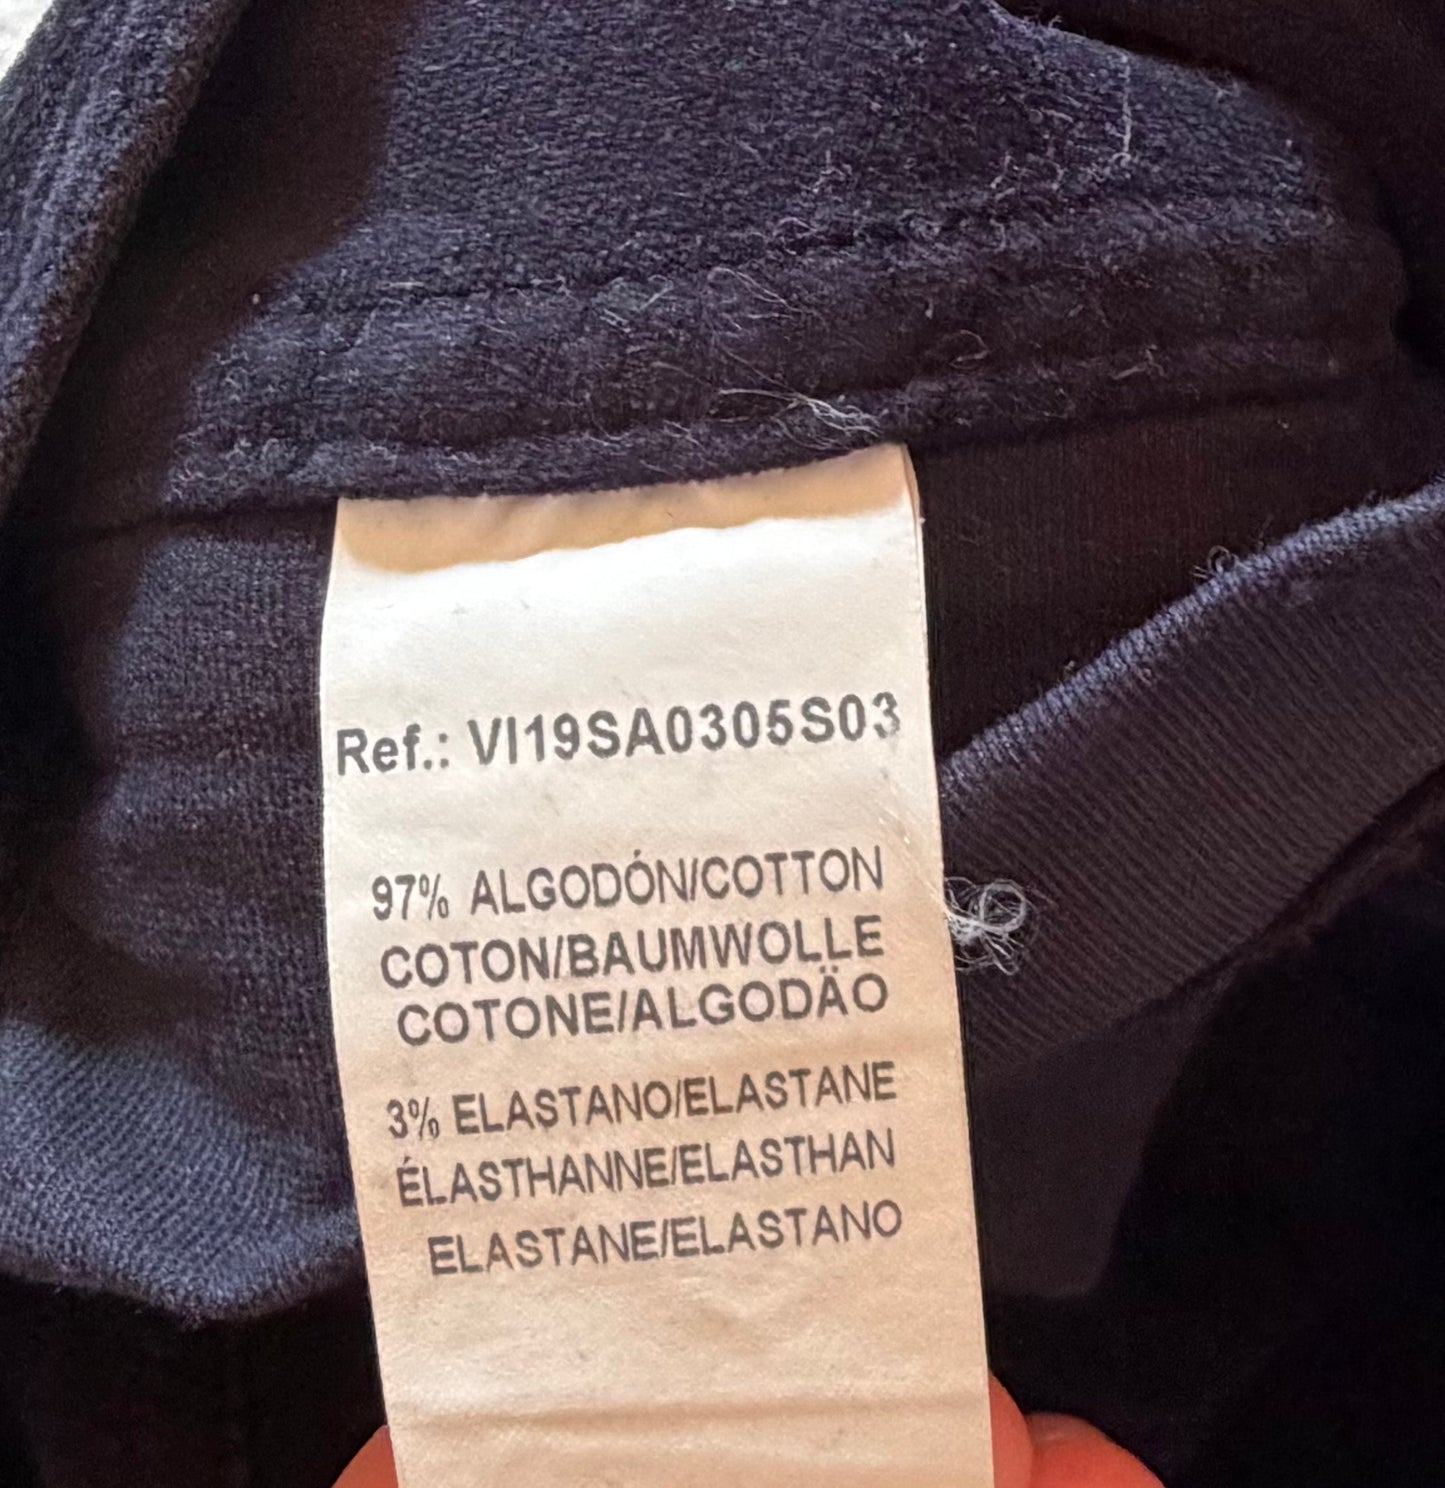 Ref.: VI19SA0305S03
97% ALGODÓN/COTTON
COTON/BAUMWOLLE
COTONE/ALGODÄO
3% ELASTANO/ELASTANE
ÉLASTHANNE/ELASTHAN
ELASTANE/ELASTANO